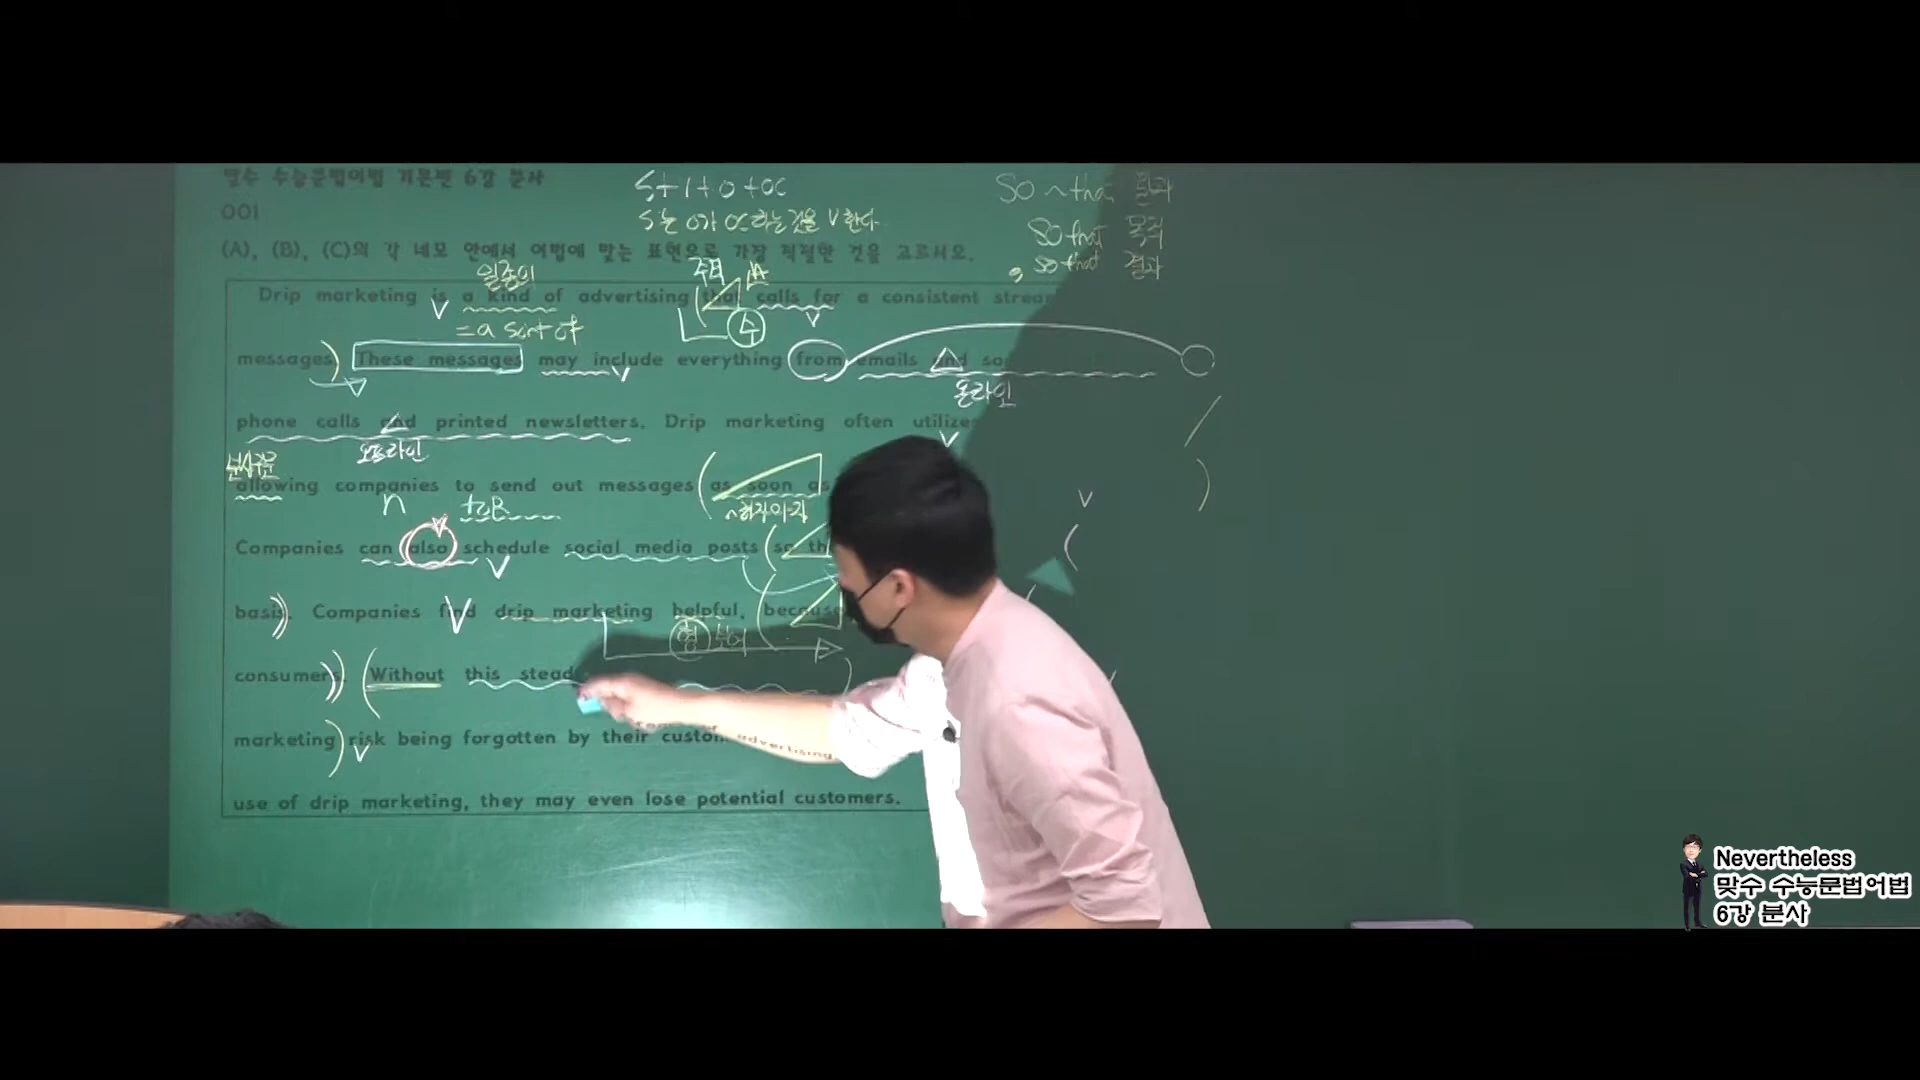 맞수 수능문법어법 기본편 6강 분사
S+V+O+OC
So ~ that 결과
001
S는 O가 OC하는 것을 V한다
So that 목적
(A), (B), (C)의 각 네모 안에서 어법에 맞는 표현으로 가장 적절한 것을 고르시오.
, so that 결과
일종의
주격
Drip marketing is a kind of advertising that calls for a consistent stream
V
= a sort of
수
V
messages. These messages may include everything from emails and
V
온라인
phone calls and printed newsletters. Drip marketing often utilizes
오프라인
V
분사구문
allowing companies to send out messages as soon as
n
to R
~하자마자
V
V
Companies can also schedule social media posts so
V
basis. Companies find drip marketing helpful, because
V
형
보어
consumers. Without this
marketing risk being forgotten by their
V
advertising
use of drip marketing, they may even lose potential customers.
Nevertheless
맞수 수능문법어법
6강 분사